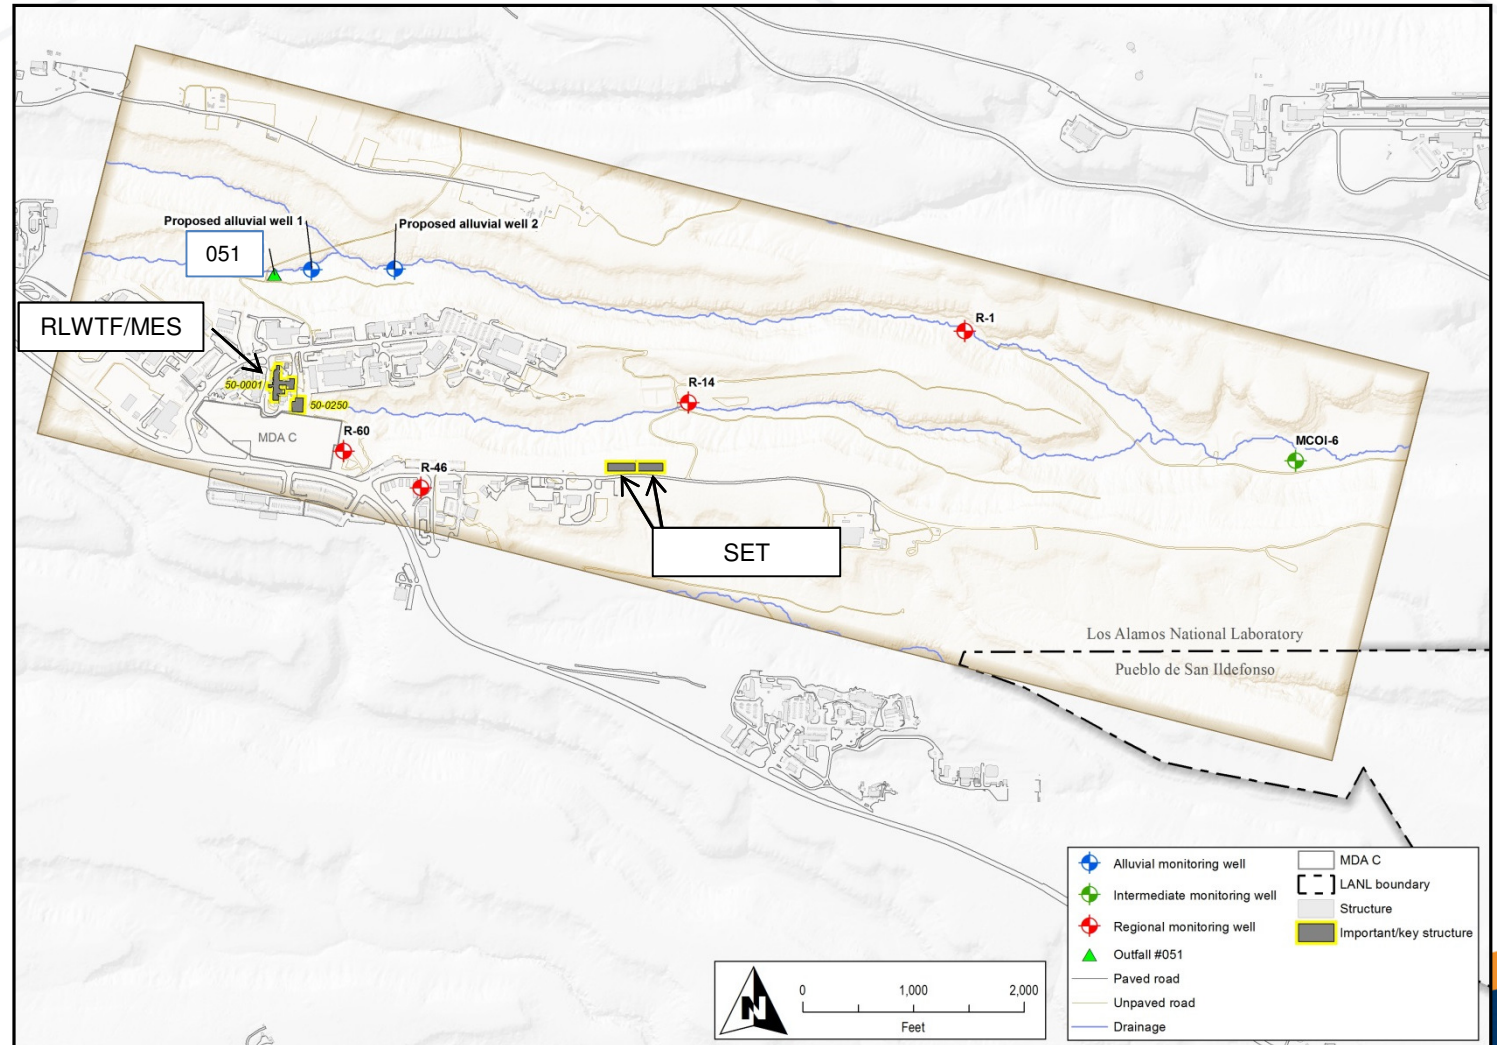 Proposed alluvial well 1
Proposed alluvial well 2
051
RLWTF/MES
R-1
50-0001
50-0250
R-14
MDA C
R-60
R-46
MCOI-6
SET
Los Alamos National Laboratory
Pueblo de San Ildefonso
Alluvial monitoring well
Intermediate monitoring well
Regional monitoring well
Outfall #051
Paved road
Unpaved road
Drainage
MDA C
LANL boundary
Structure
Important/key structure
N
0 1,000 2,000
Feet